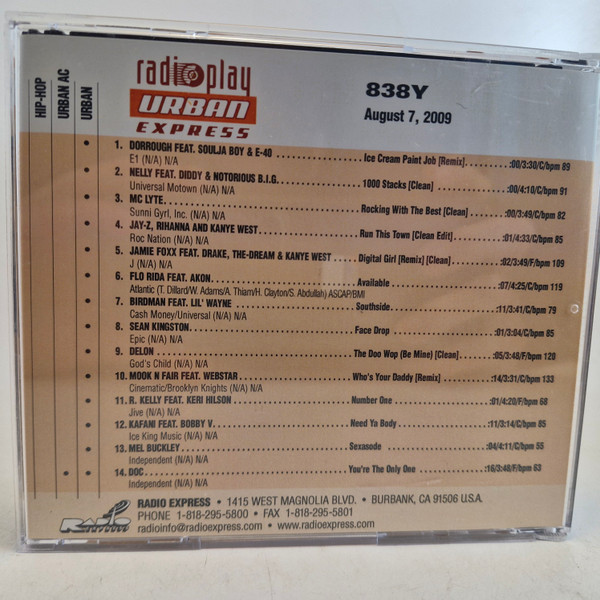 HIP-HOP
URBAN AC
URBAN
radioplay
URBAN
EXPRESS
838Y
August 7, 2009
1. DORROUGH FEAT. SOULJA BOY & E-40 Ice Cream Paint Job [Remix] :00/3:30/C/bpm 89
E1 (N/A) N/A
2. NELLY FEAT. DIDDY & NOTORIOUS B.I.G. 1000 Stacks [Clean] :00/4:10/C/bpm 91
Universal Motown (N/A) N/A
3. MC LYTE. Rocking With The Best [Clean] :00/3:49/C/bpm 82
Sunni Gyrl, Inc. (N/A) N/A
4. JAY-Z, RIHANNA AND KANYE WEST Run This Town [Clean Edit] :01/4:33/C/bpm 85
Roc Nation (N/A) N/A
5. JAMIE FOXX FEAT. DRAKE, THE-DREAM & KANYE WEST Digital Girl [Remix] [Clean] :02/3:49/F/bpm 109
J (N/A) N/A
6. FLO RIDA FEAT. AKON. Available :07/4:25/C/bpm 119
Atlantic (T. Dillard/W. Adams/A. Thiam/H. Clayton/S. Abdullah) ASCAP/BMI
7. BIRDMAN FEAT. LIL' WAYNE Southside. :11/3:41/C/bpm 79
Cash Money/Universal (N/A) N/A
8. SEAN KINGSTON. Face Drop :01/3:04/C/bpm 85
Epic (N/A) N/A
9. DELON The Doo Wop (Be Mine) [Clean] :05/3:48/F/bpm 120
God's Child (N/A) N/A
10. MOOK N FAIR FEAT. WEBSTAR Who's Your Daddy [Remix] :14/3:31/C/bpm 133
Cinematic/Brooklyn Knights (N/A) N/A
11. R. KELLY FEAT. KERI HILSON Number One :01/4:20/F/bpm 68
Jive (N/A) N/A
12. KAFANI FEAT. BOBBY V. Need Ya Body :11/3:14/C/bpm 85
Ice King Music (N/A) N/A
13. MEL BUCKLEY Sexasode :04/4:11/C/bpm 55
Independent (N/A) N/A
14. DOC You're The Only One :16/3:48/F/bpm 63
Independent (N/A) N/A
RADIO EXPRESS • 1415 WEST MAGNOLIA BLVD. • BURBANK, CA 91506 U.S.A.
PHONE 1-818-295-5800 • FAX 1-818-295-5801
radioinfo@radioexpress.com • www.radioexpress.com